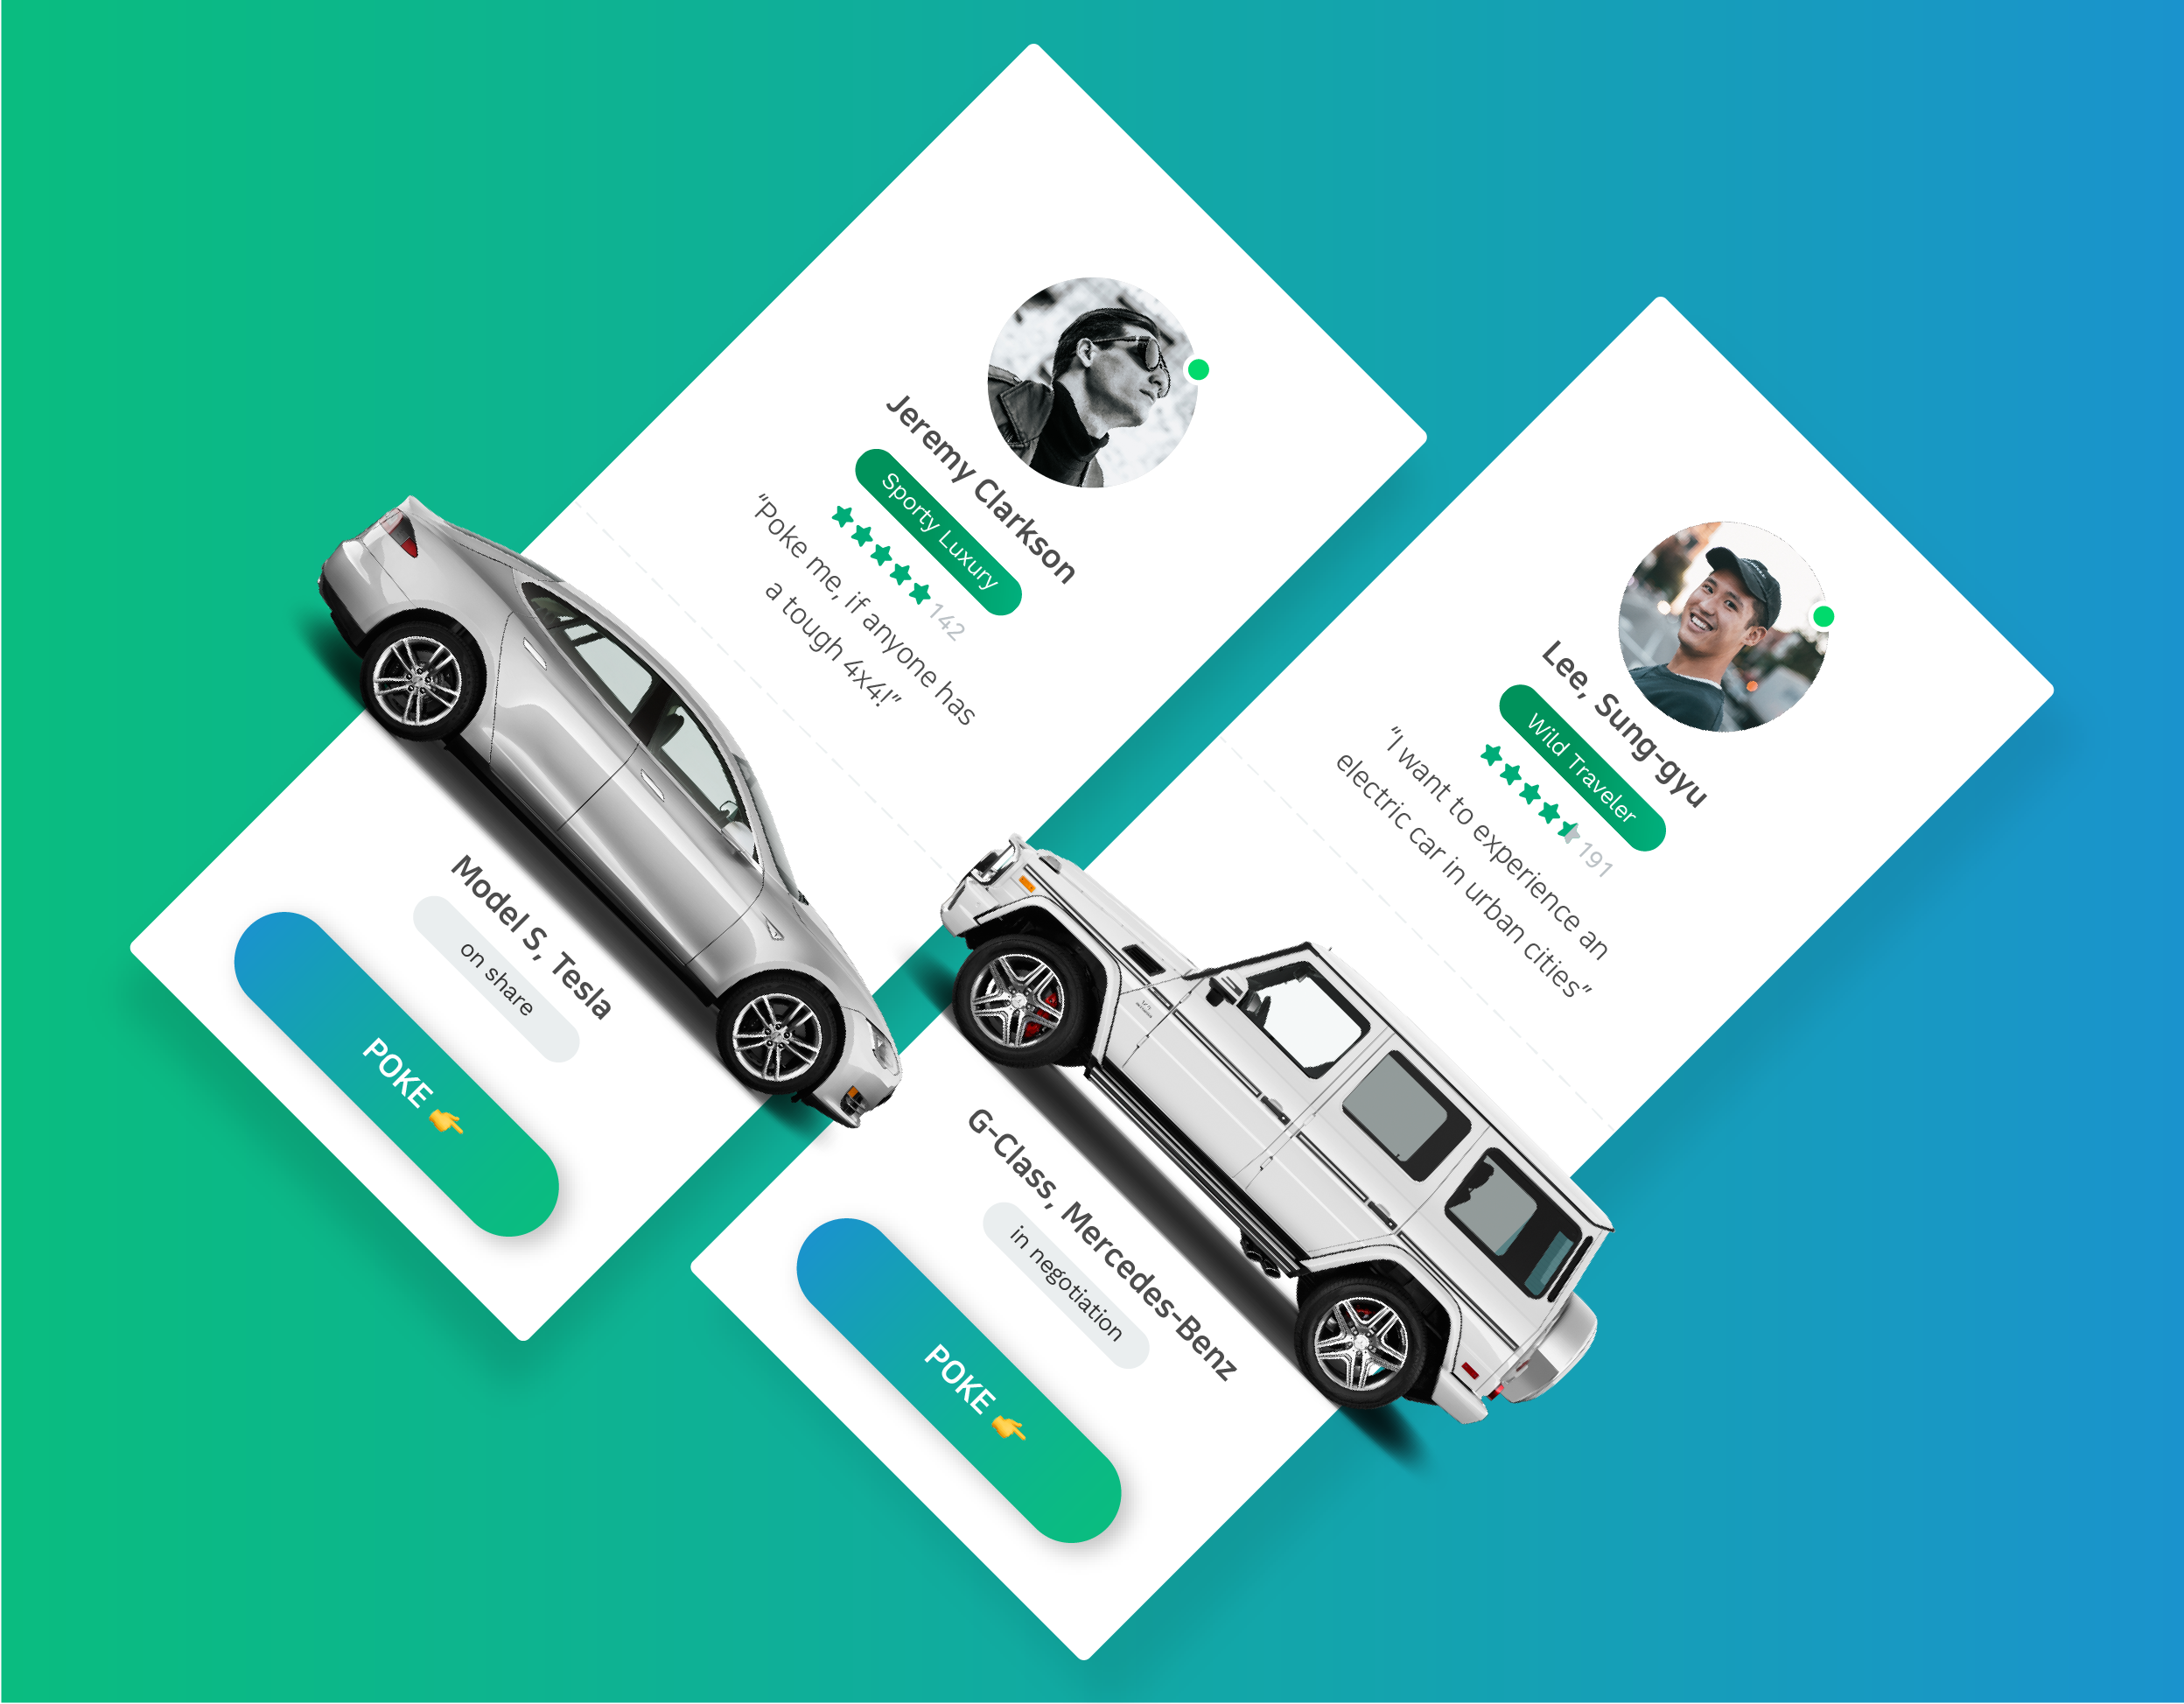 Jeremy Clarkson
Sporty Luxury
142
“Poke me, if anyone has
a tough 4x4!”
Model S, Tesla
on share
POKE 👉
Lee, Sung-gyu
Wild Traveler
191
“I want to experience an
electric car in urban cities”
G-Class, Mercedes-Benz
in negotiation
POKE 👉